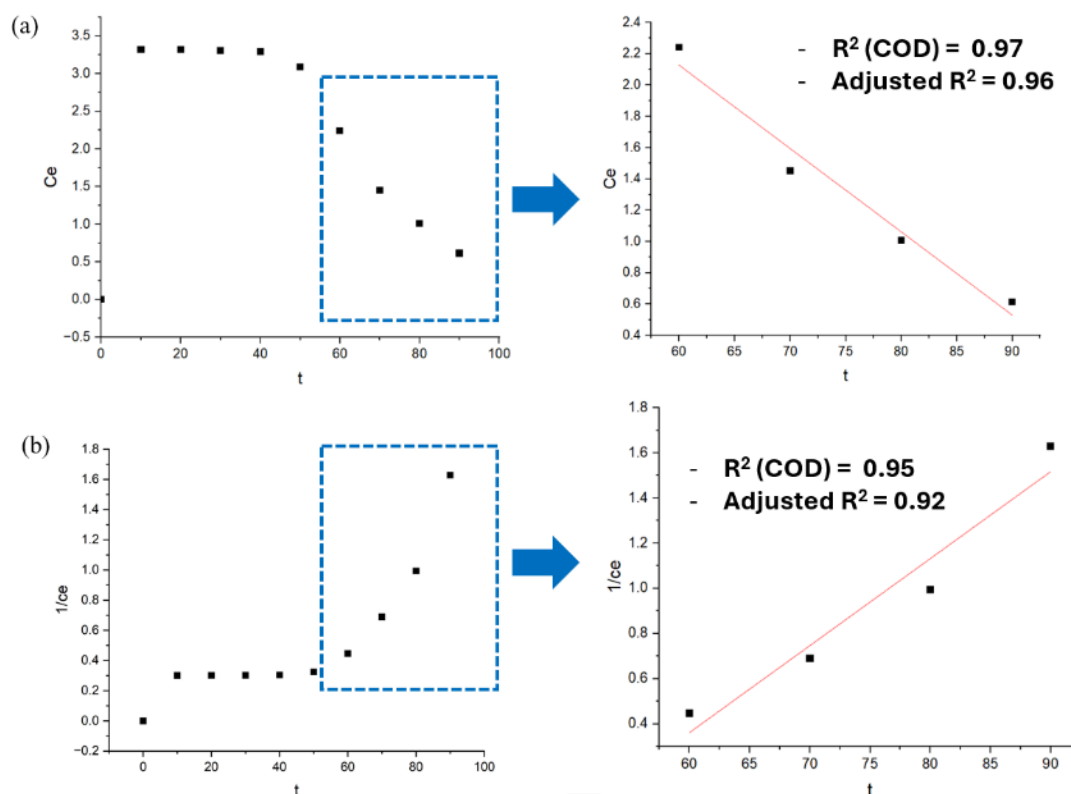 (a)
3.5
3.0
2.5
2.0
1.5
1.0
0.5
0.0
−0.5
Ce
0 20 40 60 80 100
t
2.4
2.2
2.0
1.8
1.6
1.4
1.2
1.0
0.8
0.6
0.4
Ce
- R² (COD) = 0.97
- Adjusted R² = 0.96
60 65 70 75 80 85 90
t
(b)
1.8
1.6
1.4
1.2
1.0
0.8
0.6
0.4
0.2
0.0
−0.2
1/ce
0 20 40 60 80 100
t
1.8
1.6
1.4
1.2
1.0
0.8
0.6
0.4
1/ce
- R² (COD) = 0.95
- Adjusted R² = 0.92
60 65 70 75 80 85 90
t